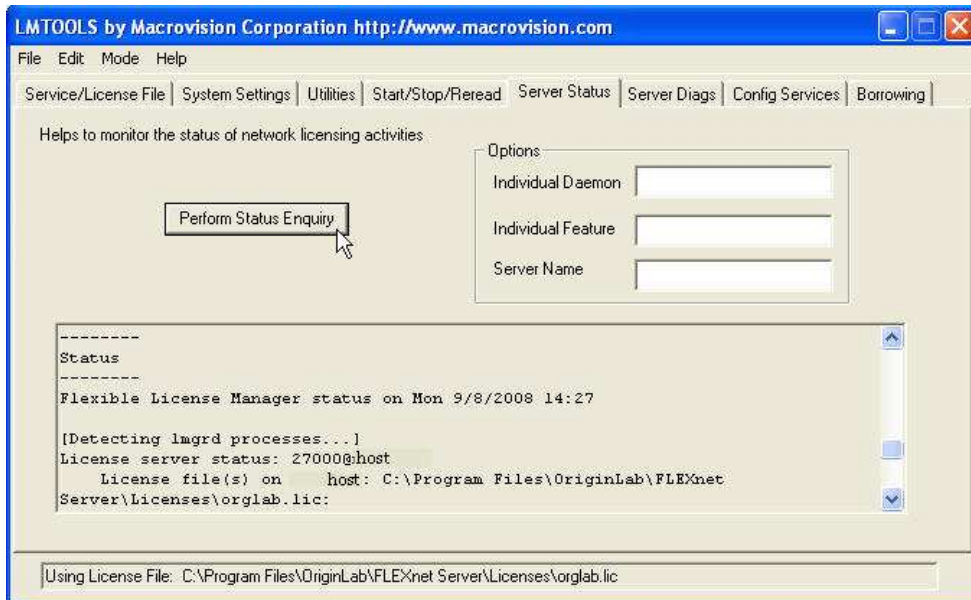 LMTOOLS by Macrovision Corporation http://www.macrovision.com
File Edit Mode Help
Service/License File System Settings Utilities Start/Stop/Reread Server Status Server Diags Config Services Borrowing
Helps to monitor the status of network licensing activities
Options
Individual Daemon
Perform Status Enquiry
Individual Feature
Server Name
--------
Status
--------
Flexible License Manager status on Mon 9/8/2008 14:27
[Detecting lmgrd processes...]
License server status: 27000@host
License file(s) on host: C:\Program Files\OriginLab\FLEXnet
Server\Licenses\orglab.lic:
Using License File: C:\Program Files\OriginLab\FLEXnet Server\Licenses\orglab.lic